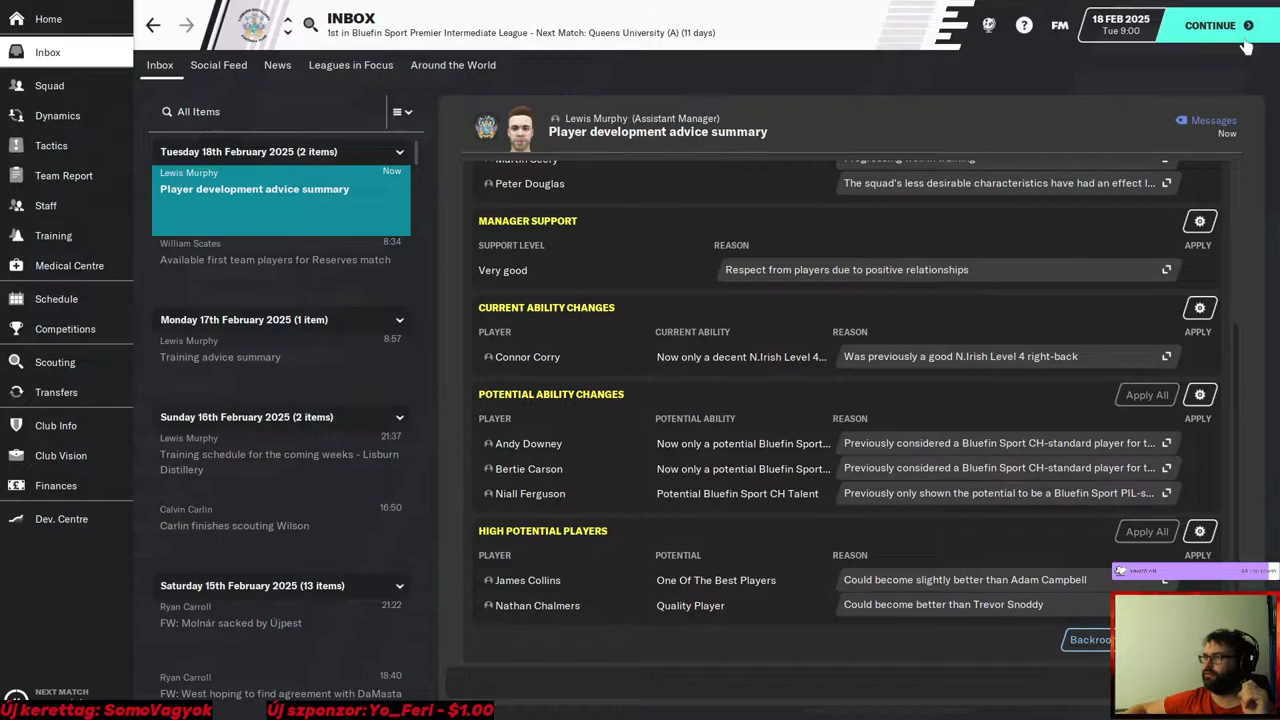 Home
INBOX
1st in Bluefin Sport Premier Intermediate League - Next Match: Queens University (A) (11 days)
FM
18 FEB 2025
Tue 9:00
CONTINUE
Inbox
Squad
Dynamics
Tactics
Team Report
Staff
Training
Medical Centre
Schedule
Competitions
Scouting
Transfers
Club Info
Club Vision
Finances
Dev. Centre
NEXT MATCH
Inbox
Social Feed
News
Leagues in Focus
Around the World
All Items
Tuesday 18th February 2025 (2 items)
Lewis Murphy
Now
Player development advice summary
William Scates
8:34
Available first team players for Reserves match
Monday 17th February 2025 (1 item)
Lewis Murphy
8:57
Training advice summary
Sunday 16th February 2025 (2 items)
Lewis Murphy
21:37
Training schedule for the coming weeks - Lisburn
Distillery
Calvin Carlin
16:50
Carlin finishes scouting Wilson
Saturday 15th February 2025 (13 items)
Ryan Carroll
21:22
FW: Molnár sacked by Újpest
Ryan Carroll
18:40
FW: West hoping to find agreement with DaMasta
Lewis Murphy (Assistant Manager)
Player development advice summary
Messages
Now
Peter Douglas
The squad's less desirable characteristics have had an effect l...
MANAGER SUPPORT
SUPPORT LEVEL
REASON
APPLY
Very good
Respect from players due to positive relationships
CURRENT ABILITY CHANGES
PLAYER
CURRENT ABILITY
REASON
APPLY
Connor Corry
Now only a decent N.Irish Level 4...
Was previously a good N.Irish Level 4 right-back
POTENTIAL ABILITY CHANGES
Apply All
PLAYER
POTENTIAL ABILITY
REASON
APPLY
Andy Downey
Now only a potential Bluefin Sport...
Previously considered a Bluefin Sport CH-standard player for t...
Bertie Carson
Now only a potential Bluefin Sport...
Previously considered a Bluefin Sport CH-standard player for t...
Niall Ferguson
Potential Bluefin Sport CH Talent
Previously only shown the potential to be a Bluefin Sport PIL-s...
HIGH POTENTIAL PLAYERS
Apply All
PLAYER
POTENTIAL
REASON
APPLY
James Collins
One Of The Best Players
Could become slightly better than Adam Campbell
Nathan Chalmers
Quality Player
Could become better than Trevor Snoddy
Új kerettag: SomoVagyok
Új szponzor: Yo_Feri - $1.00